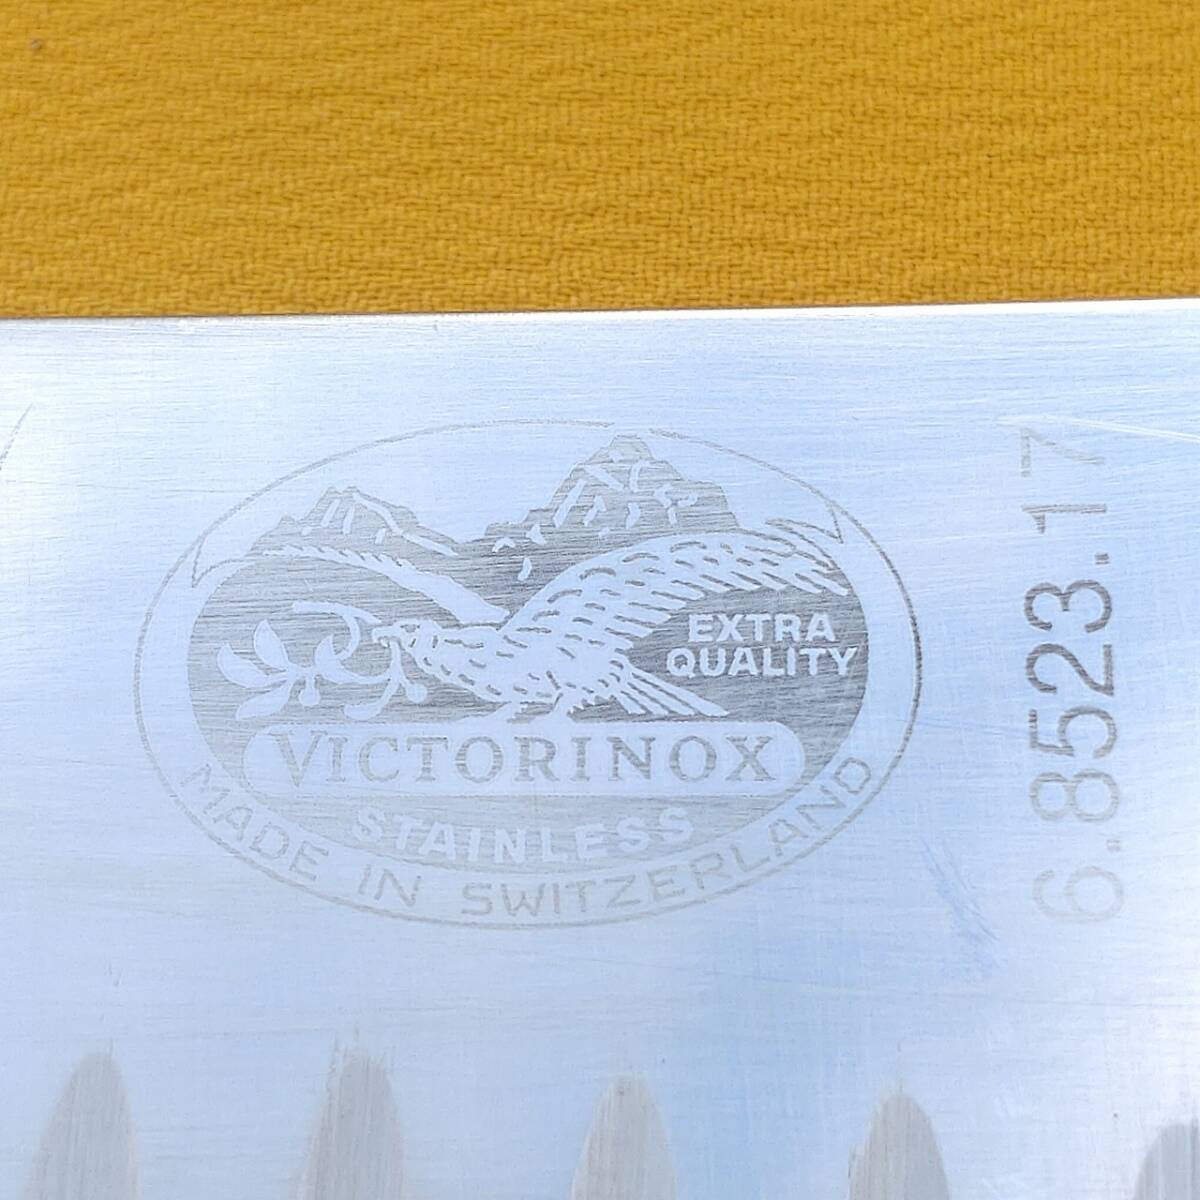 EXTRA
QUALITY
VICTORINOX
STAINLESS
MADE IN SWITZERLAND
6.8523.17